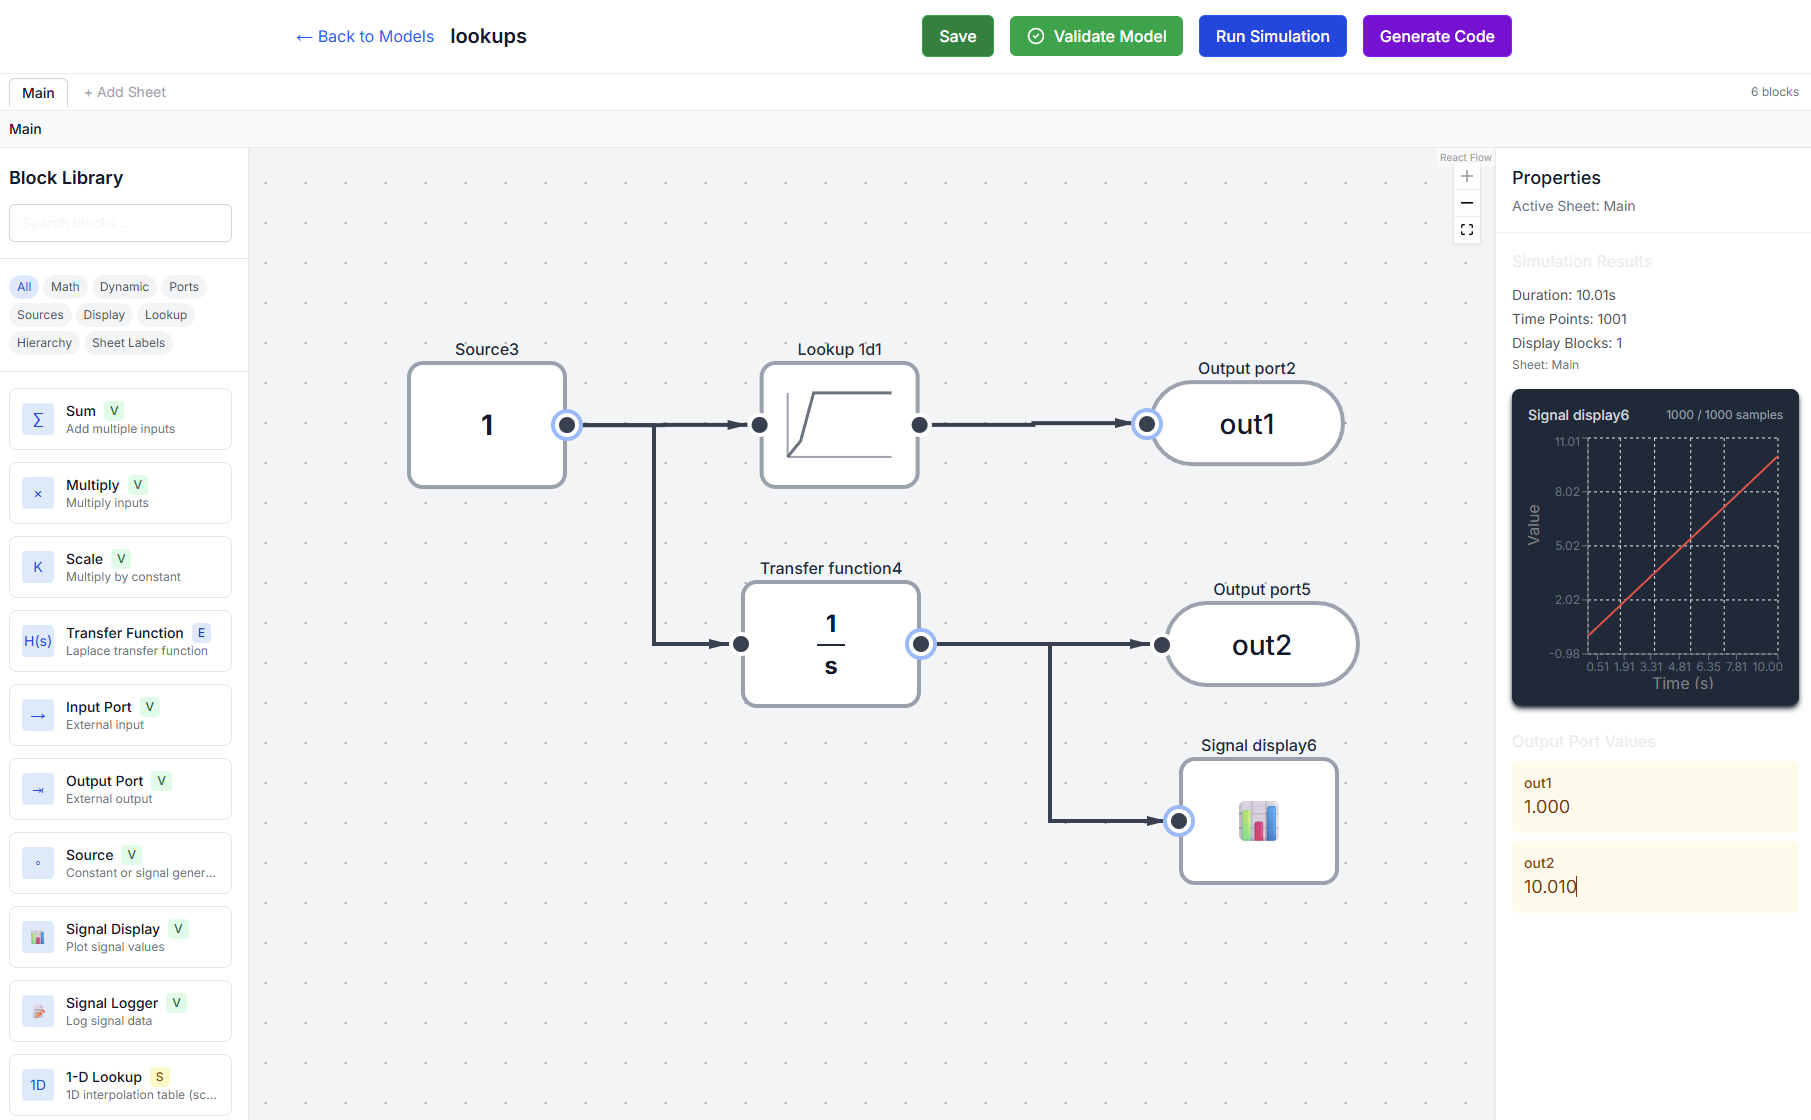 ← Back to Models
lookups
Save
Validate Model
Run Simulation
Generate Code
Main
+ Add Sheet
6 blocks
Main
Block Library
Search blocks...
All
Math
Dynamic
Ports
Sources
Display
Lookup
Hierarchy
Sheet Labels
Σ
Sum V
Add multiple inputs
×
Multiply V
Multiply inputs
K
Scale V
Multiply by constant
H(s)
Transfer Function E
Laplace transfer function
→
Input Port V
External input
⇥
Output Port V
External output
Source V
Constant or signal gener...
Signal Display V
Plot signal values
Signal Logger V
Log signal data
1D
1-D Lookup S
1D interpolation table (sc...
React Flow
Source3
1
Lookup 1d1
Output port2
out1
Transfer function4
1
s
Output port5
out2
Signal display6
Properties
Active Sheet: Main
Simulation Results
Duration: 10.01s
Time Points: 1001
Display Blocks: 1
Sheet: Main
Signal display6
1000 / 1000 samples
11.01
8.02
5.02
2.02
-0.98
Value
0.51 1.91 3.31 4.81 6.35 7.81 10.00
Time (s)
Output Port Values
out1
1.000
out2
10.010